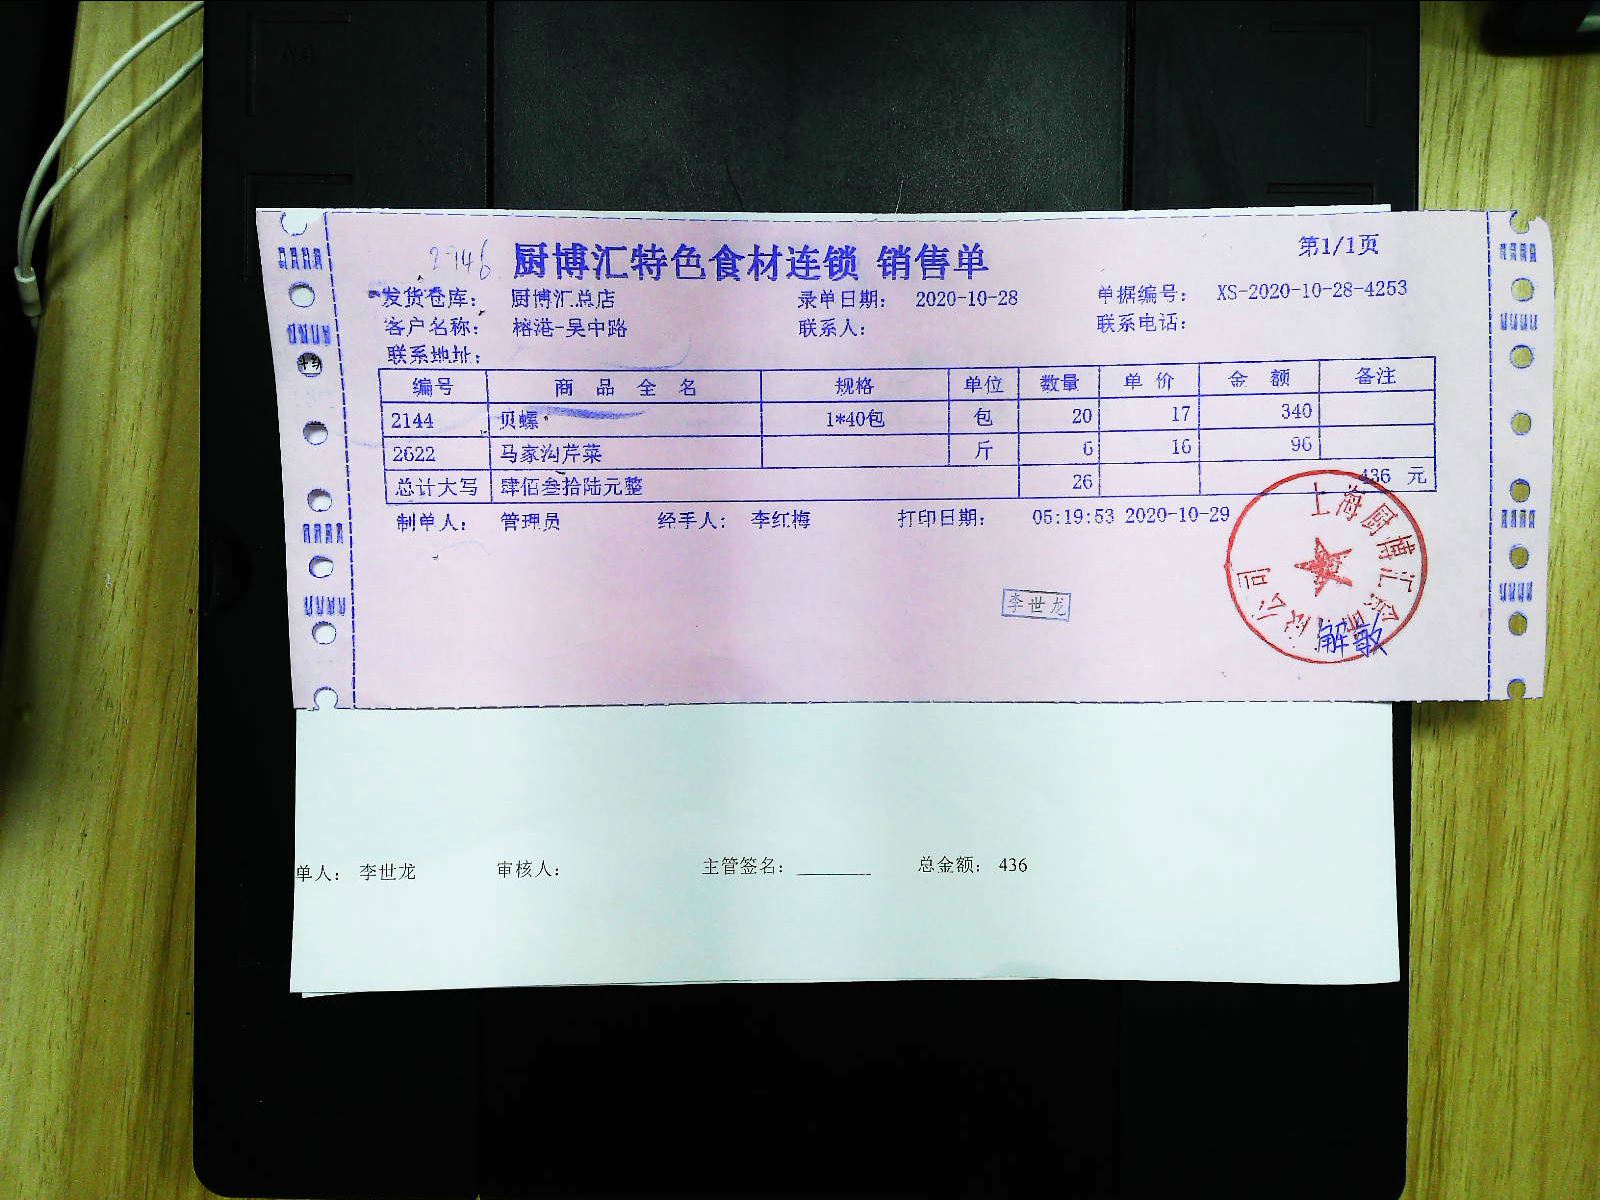 2746 厨博汇特色食材连锁 销售单 第1/1页
发货仓库： 厨博汇总店 录单日期： 2020-10-28 单据编号： XS-2020-10-28-4253
客户名称： 榕港-吴中路 联系人： 联系电话：
联系地址：
编号 商品全名 规格 单位 数量 单价 金额 备注
2144 贝螺 1*40包 包 20 17 340
2622 马家沟芹菜 斤 6 16 96
总计大写 肆佰叁拾陆元整 26 436 元
制单人： 管理员 经手人： 李红梅 打印日期： 05:19:53 2020-10-29
上海厨博汇
公司
李世龙
解敏
单人： 李世龙 审核人： 主管签名： 总金额： 436